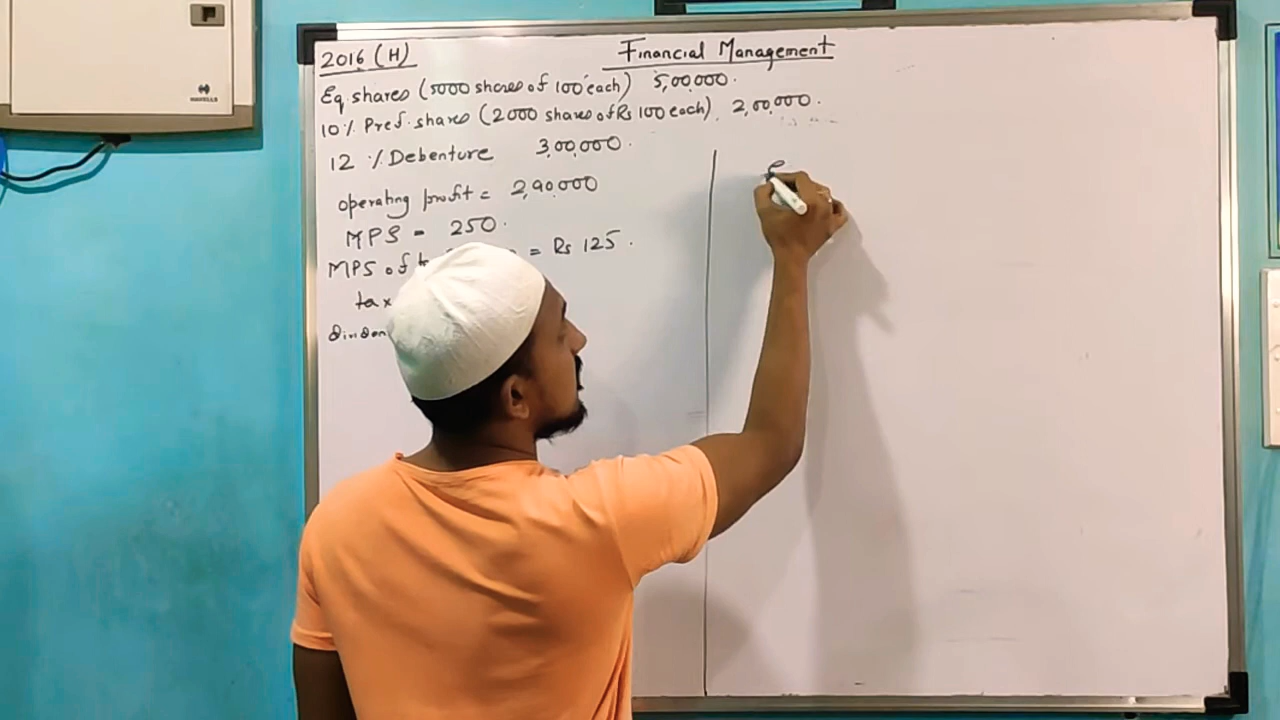 2016 (H)
Financial Management
Eq shares (5000 shares of 100 each) 5,00,000.
10% Pref. shares (2000 shares of Rs 100 each). 2,00,000.
12 % Debenture 3,00,000.
operating profit = 2,90,000
MPS = 250.
MPS of = Rs 125.
tax
HAVELLS